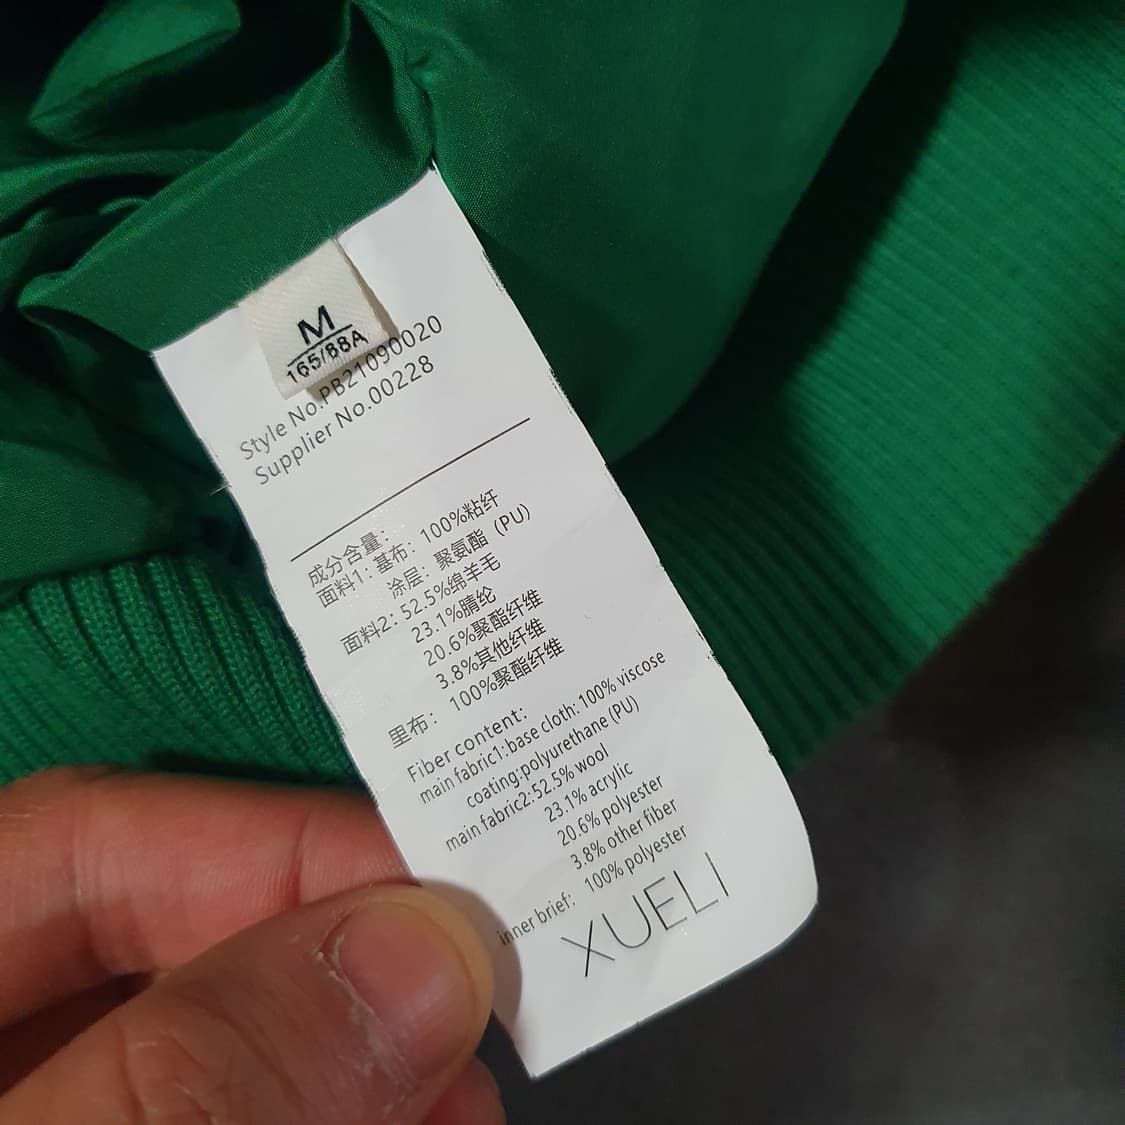 M
165/88A
Style No.PB21090020
Supplier No.00228
成分含量：
面料1：基布：100%粘纤
涂层：聚氨酯（PU）
面料2：52.5%绵羊毛
23.1%腈纶
20.6%聚酯纤维
3.8%其他纤维
里布：100%聚酯纤维
Fiber content:
main fabric1: base cloth: 100% viscose
coating:polyurethane (PU)
main fabric2:52.5% wool
23.1% acrylic
20.6% polyester
3.8% other fiber
inner brief: 100% polyester
XUELI